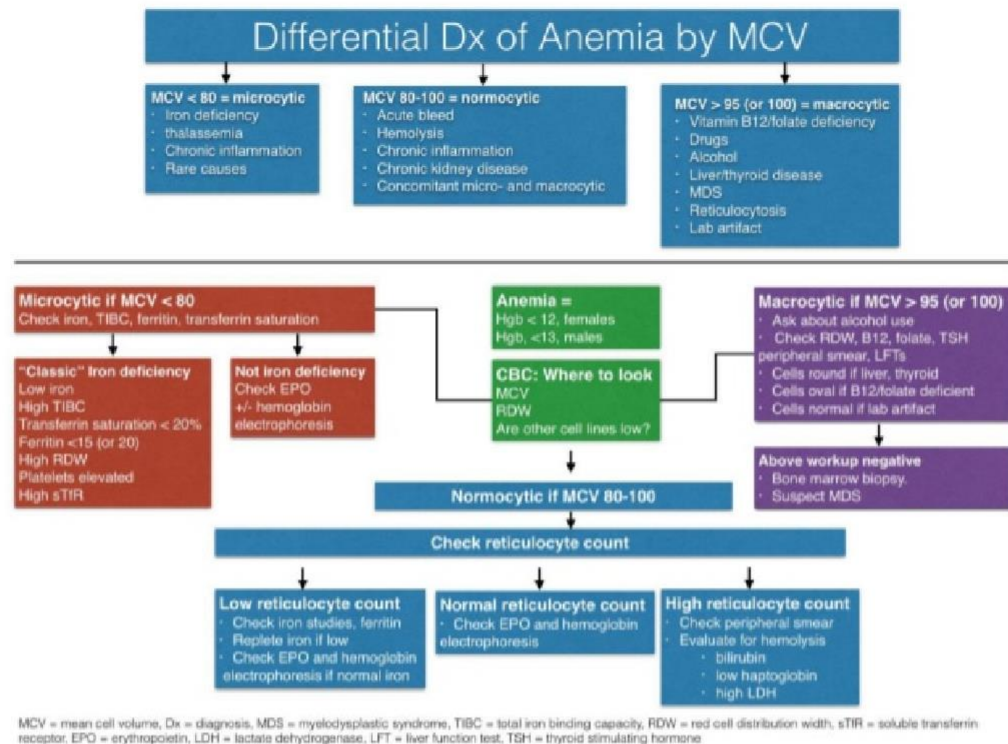 Differential Dx of Anemia by MCV
MCV < 80 = microcytic
· Iron deficiency
· thalassemia
· Chronic inflammation
· Rare causes
MCV 80-100 = normocytic
· Acute bleed
· Hemolysis
· Chronic inflammation
· Chronic kidney disease
· Concomitant micro- and macrocytic
MCV > 95 (or 100) = macrocytic
· Vitamin B12/folate deficiency
· Drugs
· Alcohol
· Liver/thyroid disease
· MDS
· Reticulocytosis
· Lab artifact
Microcytic if MCV < 80
Check iron, TIBC, ferritin, transferrin saturation
"Classic" Iron deficiency
Low iron
High TIBC
Transferrin saturation < 20%
Ferritin <15 (or 20)
High RDW
Platelets elevated
High sTIR
Not iron deficiency
Check EPO
+/- hemoglobin
electrophoresis
Anemia =
Hgb < 12, females
Hgb, <13, males
CBC: Where to look
MCV
RDW
Are other cell lines low?
Macrocytic if MCV > 95 (or 100)
· Ask about alcohol use
· Check RDW, B12, folate, TSH
peripheral smear, LFTs
· Cells round if liver, thyroid
· Cells oval if B12/folate deficient
· Cells normal if lab artifact
Above workup negative
· Bone marrow biopsy.
· Suspect MDS
Normocytic if MCV 80-100
Check reticulocyte count
Low reticulocyte count
· Check iron studies, ferritin
· Replete iron if low
· Check EPO and hemoglobin
electrophoresis if normal iron
Normal reticulocyte count
· Check EPO and hemoglobin
electrophoresis
High reticulocyte count
· Check peripheral smear
· Evaluate for hemolysis
· bilirubin
· low haptoglobin
· high LDH
MCV = mean cell volume, Dx = diagnosis, MDS = myelodysplastic syndrome, TIBC = total iron binding capacity, RDW = red cell distribution width, sTIR = soluble transferrin
receptor, EPO = erythropoietin, LDH = lactate dehydrogenase, LFT = liver function test, TSH = thyroid stimulating hormone